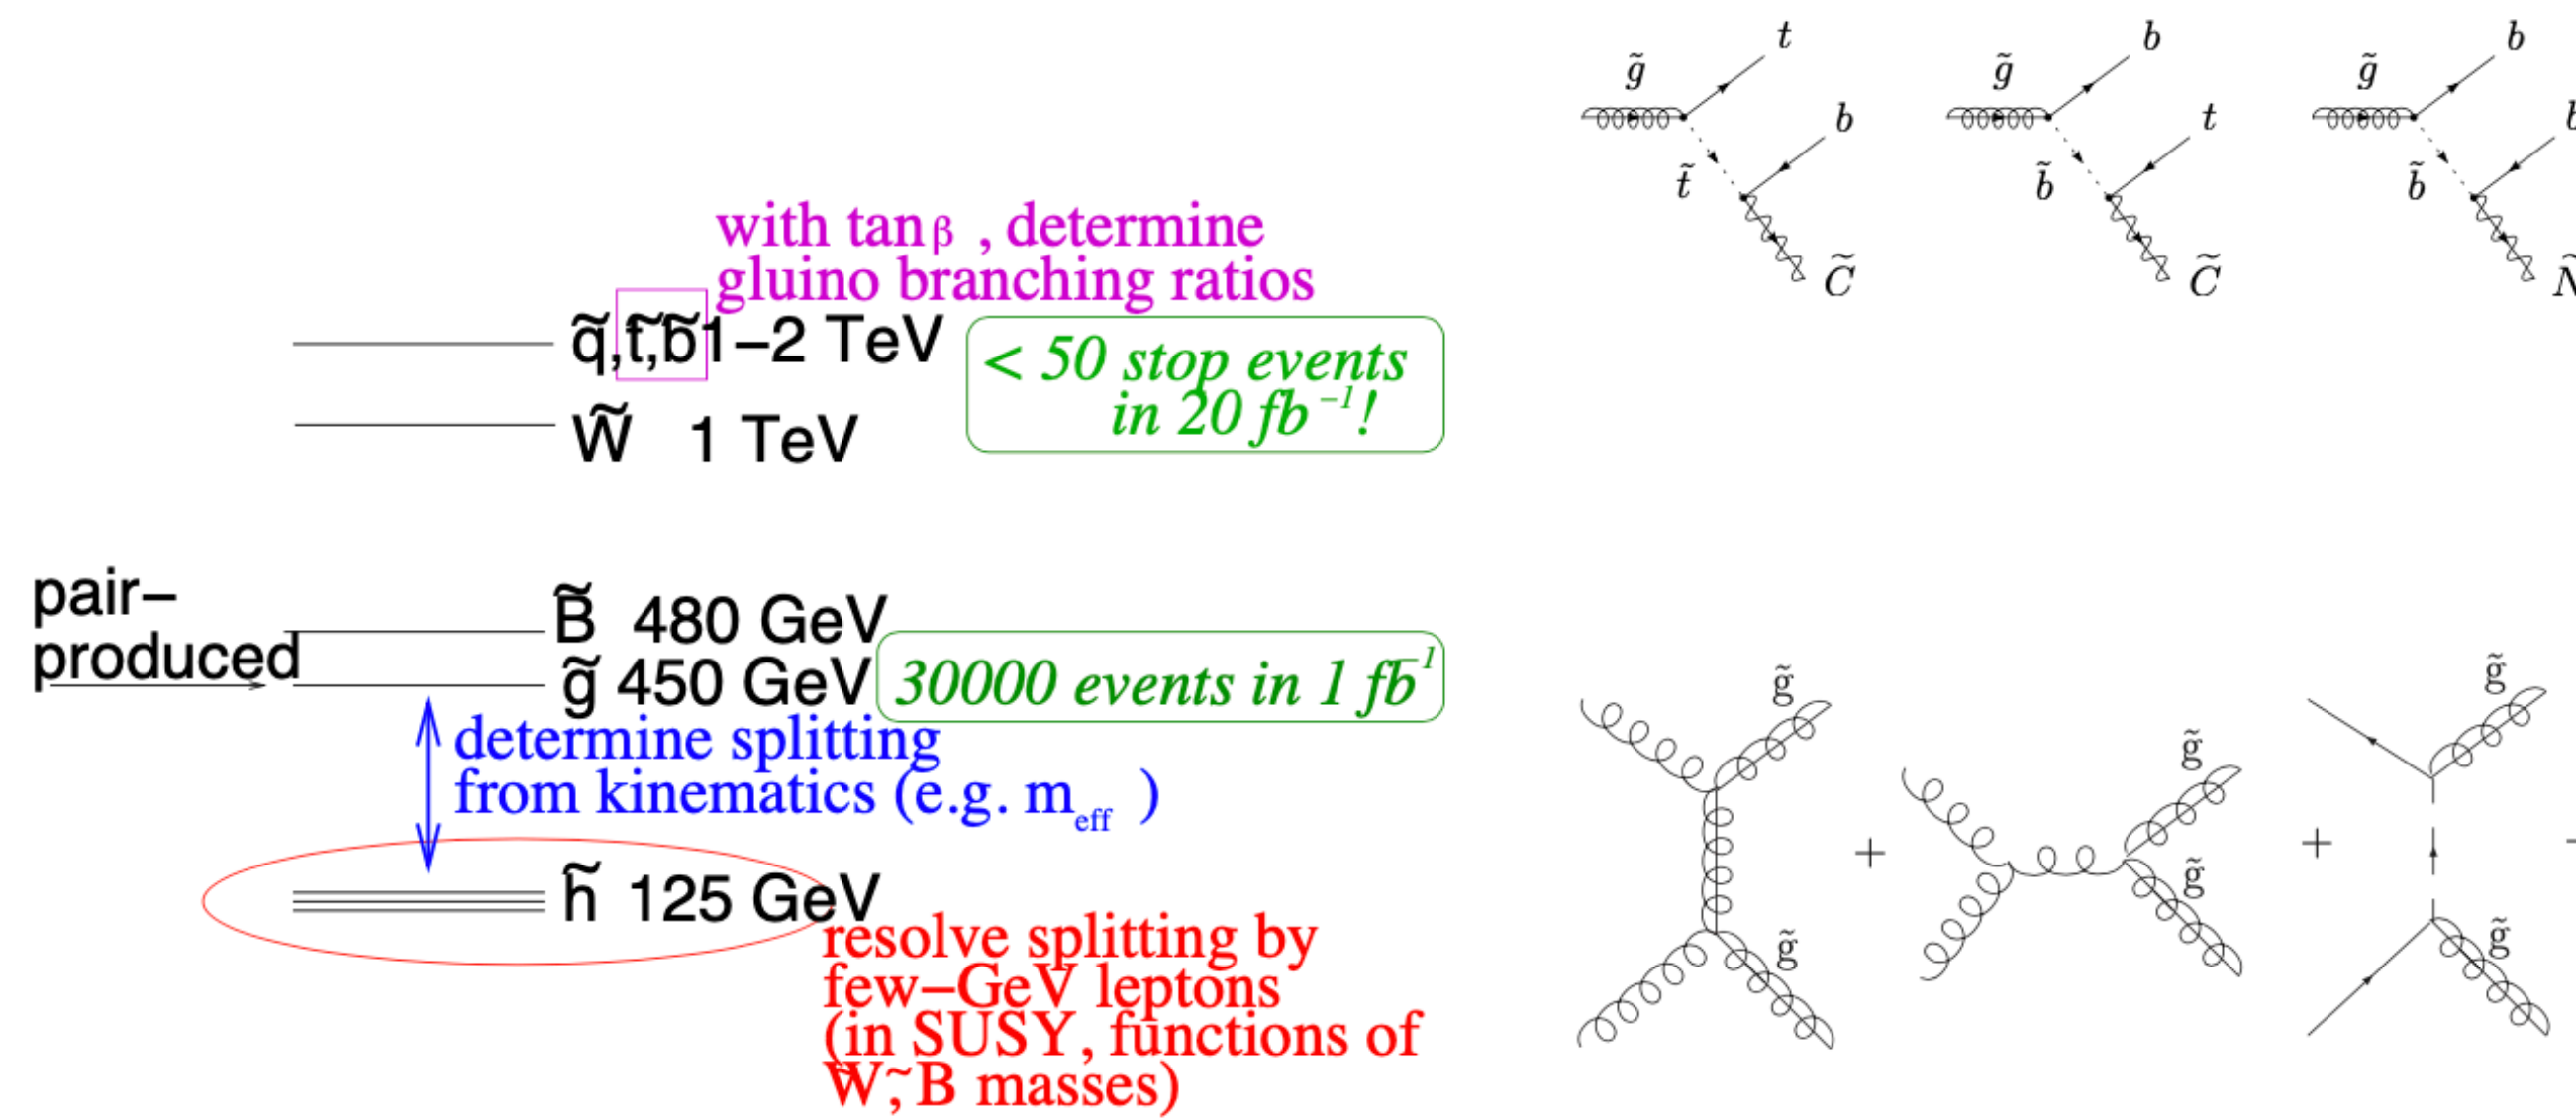 with tanβ , determine
gluino branching ratios
q̃,t̃,b̃1−2 TeV
< 50 stop events
in 20 fb⁻¹!
W̃ 1 TeV
pair−
produced
B̃ 480 GeV
g̃ 450 GeV
30000 events in 1 fb⁻¹
determine splitting
from kinematics (e.g. m_eff )
h̃ 125 GeV
resolve splitting by
few−GeV leptons
(in SUSY, functions of
W̃,~B masses)
g̃ t b t̃ C̃
g̃ b t b̃ C̃
g̃ b b̃
g̃ g̃
+
g̃ g̃
+
g̃ g̃